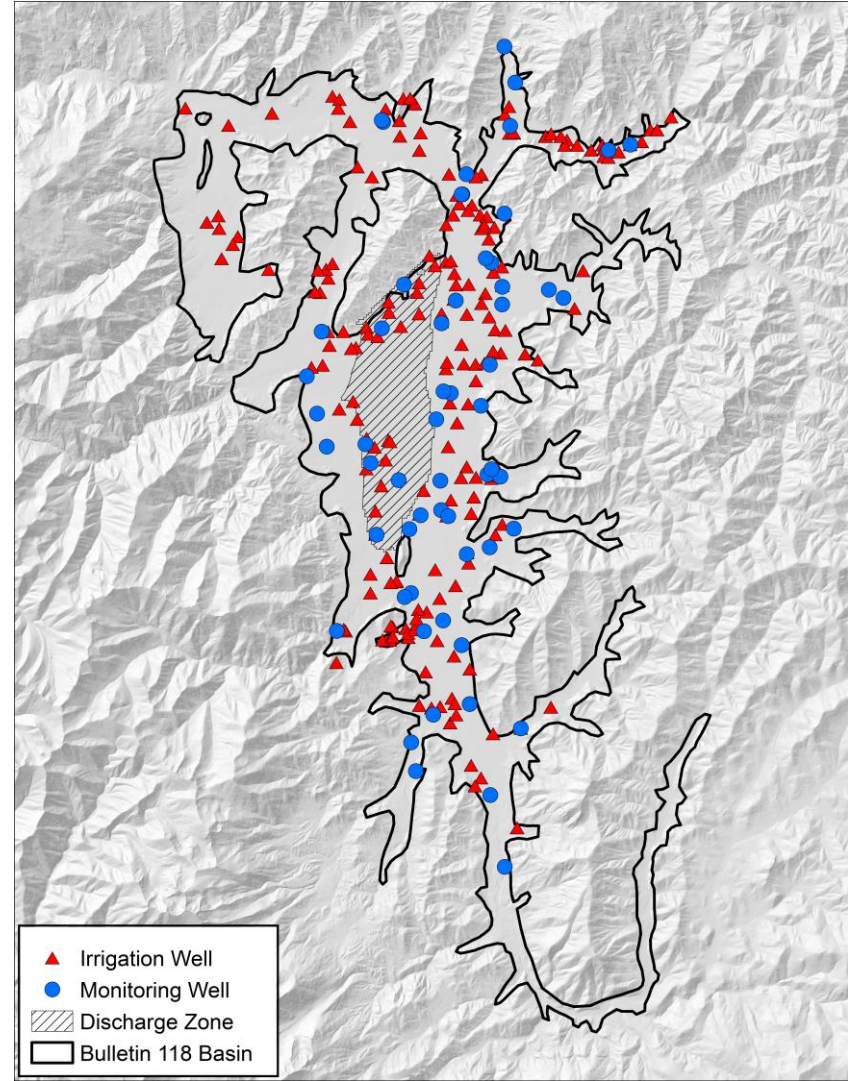 Irrigation Well
Monitoring Well
Discharge Zone
Bulletin 118 Basin